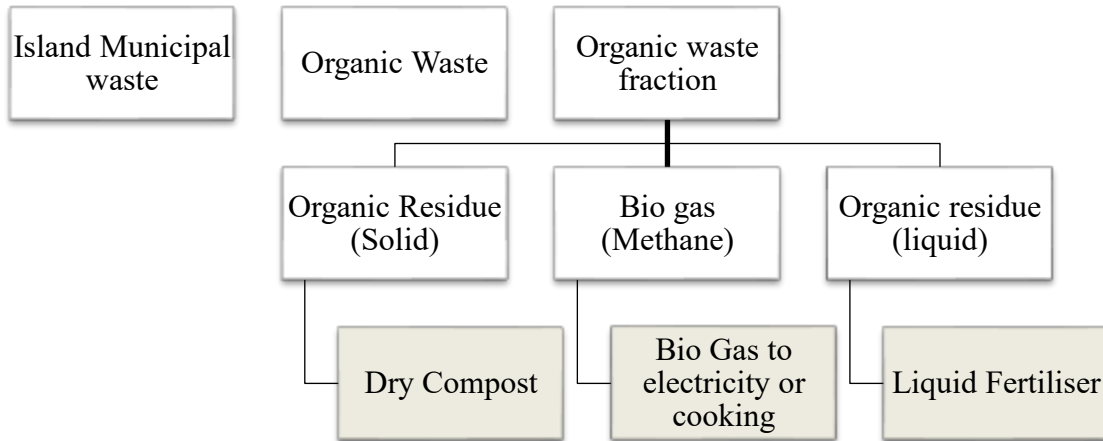 Island Municipal
waste
Organic Waste
Organic waste
fraction
Organic Residue
(Solid)
Bio gas
(Methane)
Organic residue
(liquid)
Dry Compost
Bio Gas to
electricity or
cooking
Liquid Fertiliser